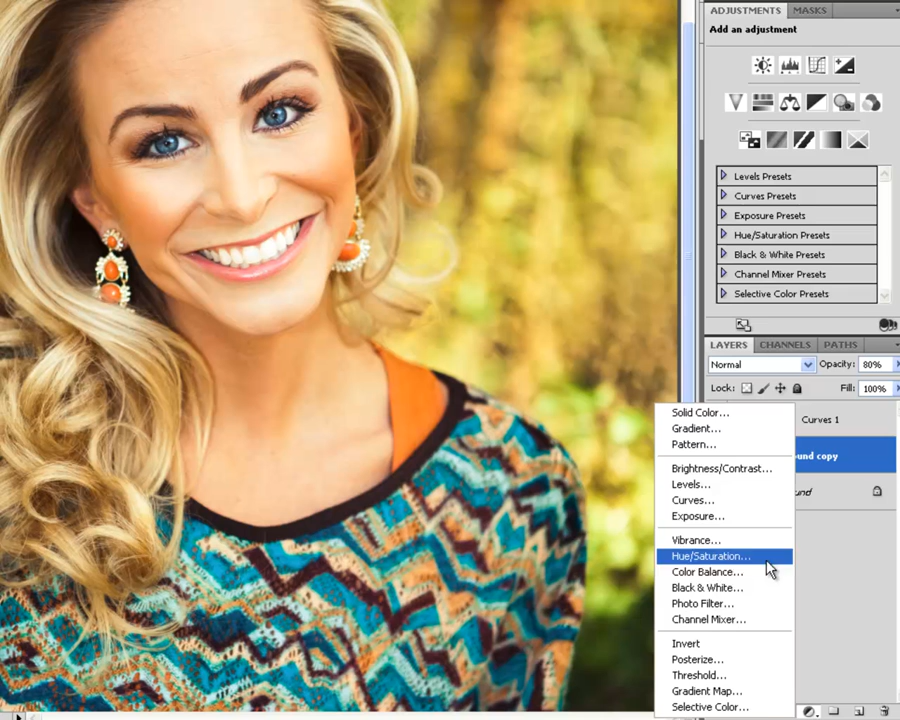 ADJUSTMENTS MASKS
Add an adjustment
Levels Presets
Curves Presets
Exposure Presets
Hue/Saturation Presets
Black & White Presets
Channel Mixer Presets
Selective Color Presets
LAYERS CHANNELS PATHS
Normal Opacity: 80%
Lock: Fill: 100%
Curves 1
und copy
und
Solid Color...
Gradient...
Pattern...
Brightness/Contrast...
Levels...
Curves...
Exposure...
Vibrance...
Hue/Saturation...
Color Balance...
Black & White...
Photo Filter...
Channel Mixer...
Invert
Posterize...
Threshold...
Gradient Map...
Selective Color...